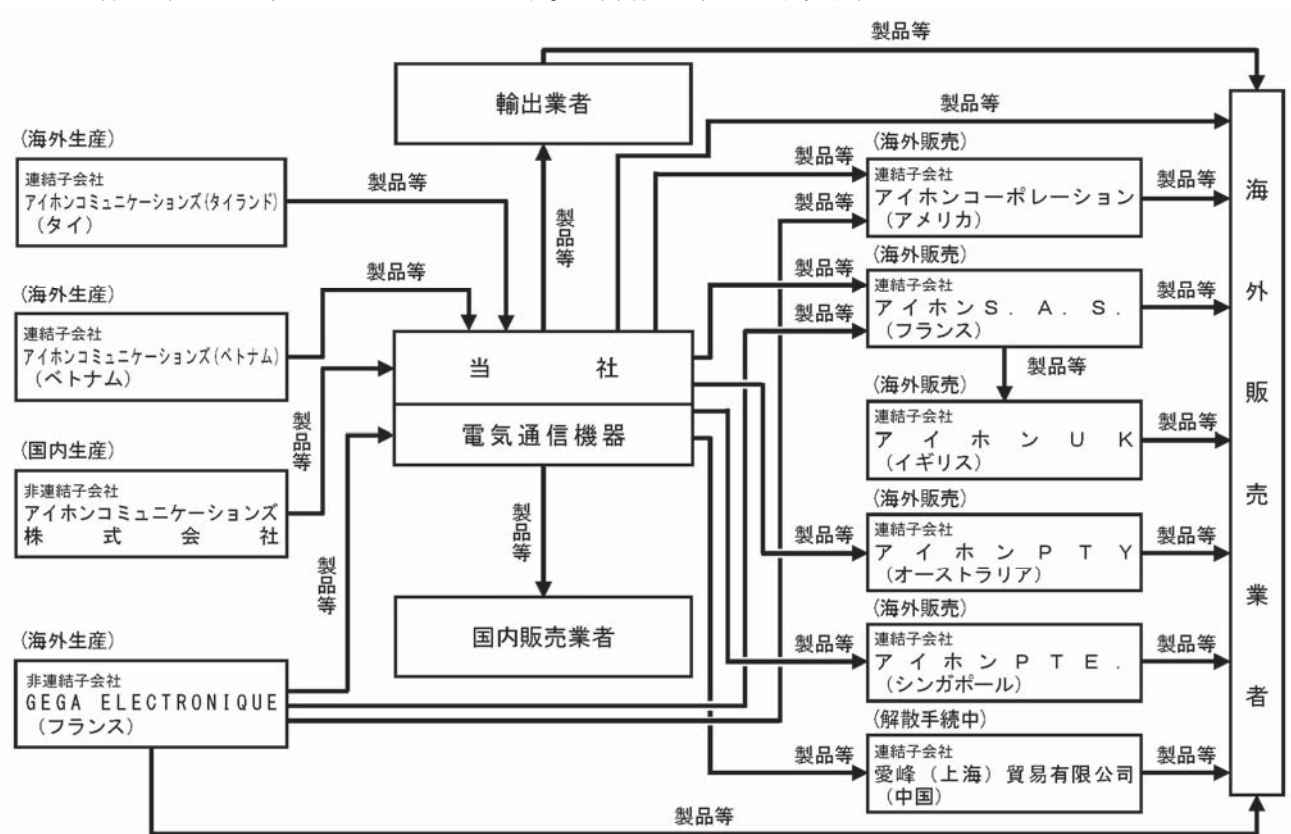 製品等
輸出業者
製品等
製品等
(海外生産)
連結子会社
アイホンコミュニケーションズ(タイランド)
(タイ)
製品等
(海外生産)
連結子会社
アイホンコミュニケーションズ(ベトナム)
(ベトナム)
製品等
(国内生産)
非連結子会社
アイホンコミュニケーションズ
株式会社
製品等
(海外生産)
非連結子会社
GEGA ELECTRONIQUE
(フランス)
製品等
当社
電気通信機器
製品等
国内販売業者
製品等
製品等
(海外販売)
連結子会社
アイホンコーポレーション
(アメリカ)
製品等
製品等
製品等
(海外販売)
連結子会社
アイホンS.A.S.
(フランス)
製品等
製品等
(海外販売)
連結子会社
アイホンUK
(イギリス)
製品等
製品等
(海外販売)
連結子会社
アイホンPTY
(オーストラリア)
製品等
製品等
(海外販売)
連結子会社
アイホンPTE.
(シンガポール)
製品等
製品等
(解散手続中)
連結子会社
愛峰(上海)貿易有限公司
(中国)
製品等
海外販売業者
製品等